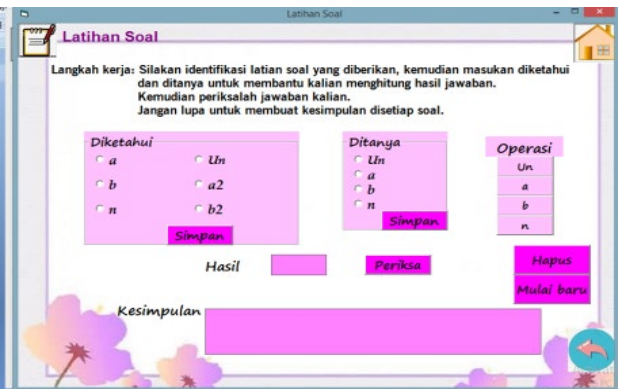 Latihan Soal
Latihan Soal
Langkah kerja: Silakan identifikasi latian soal yang diberikan, kemudian masukan diketahui
dan ditanya untuk membantu kalian menghitung hasil jawaban.
Kemudian periksalah jawaban kalian.
Jangan lupa untuk membuat kesimpulan disetiap soal.
Diketahui
a Un
b a2
n b2
Simpan
Ditanya
Un
a
b
n
Simpan
Operasi
Un
a
b
n
Hasil
Periksa
Hapus
Mulai baru
Kesimpulan